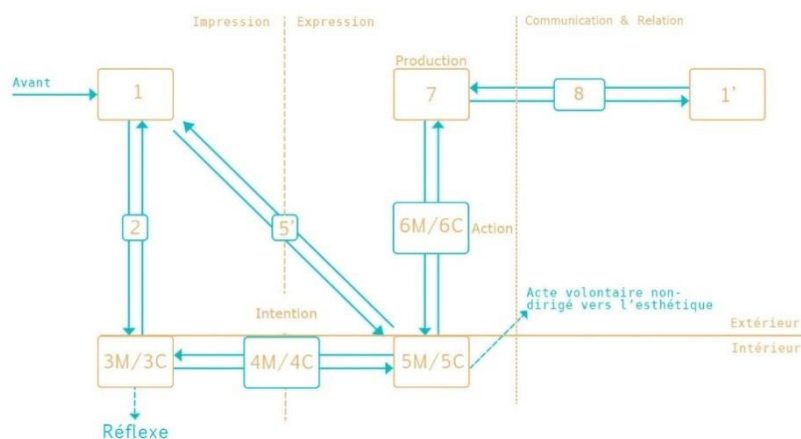 Impression
Expression
Communication & Relation
Avant
1
Production
7
8
1'
2
5'
6M/6C
Action
Acte volontaire non-
dirigé vers l'esthétique
Intention
Extérieur
Intérieur
3M/3C
4M/4C
5M/5C
Réflexe